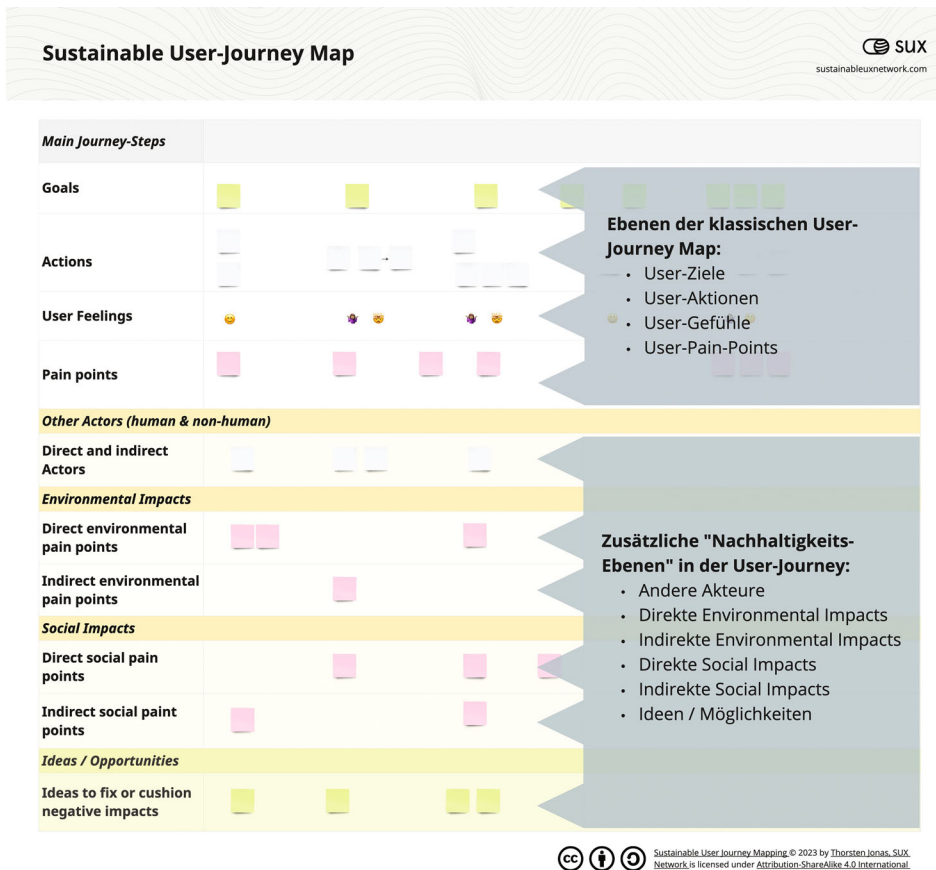 Sustainable User-Journey Map
SUX
sustainableuxnetwork.com
Main Journey-Steps
Goals
Actions
User Feelings
Pain points
Other Actors (human & non-human)
Direct and indirect
Actors
Environmental Impacts
Direct environmental
pain points
Indirect environmental
pain points
Social Impacts
Direct social pain
points
Indirect social paint
points
Ideas / Opportunities
Ideas to fix or cushion
negative impacts
Ebenen der klassischen User-
Journey Map:
• User-Ziele
• User-Aktionen
• User-Gefühle
• User-Pain-Points
Zusätzliche "Nachhaltigkeits-
Ebenen" in der User-Journey:
• Andere Akteure
• Direkte Environmental Impacts
• Indirekte Environmental Impacts
• Direkte Social Impacts
• Indirekte Social Impacts
• Ideen / Möglichkeiten
cc
Sustainable User Journey Mapping © 2023 by Thorsten Jonas, SUX
Network is licensed under Attribution-ShareAlike 4.0 International